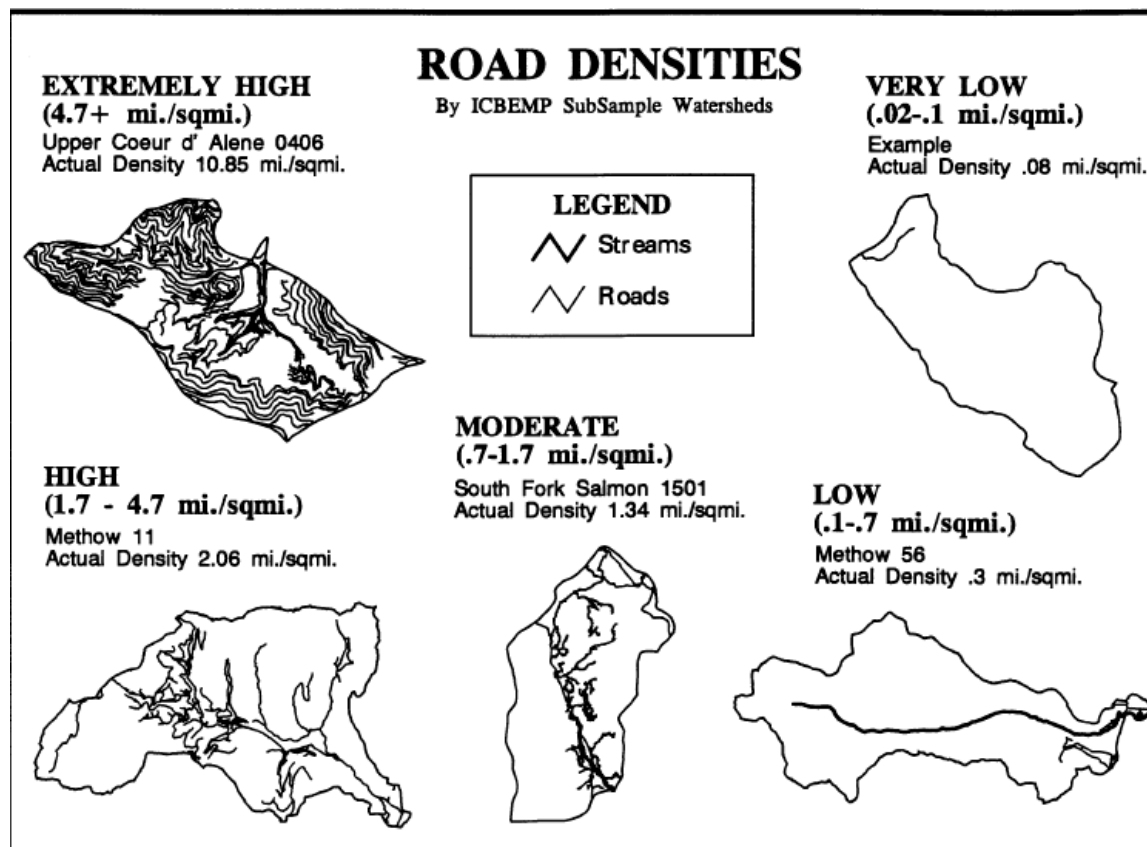 ROAD DENSITIES
By ICBEMP SubSample Watersheds
EXTREMELY HIGH
(4.7+ mi./sqmi.)
Upper Coeur d' Alene 0406
Actual Density 10.85 mi./sqmi.
VERY LOW
(.02-.1 mi./sqmi.)
Example
Actual Density .08 mi./sqmi.
LEGEND
Streams
Roads
MODERATE
(.7-1.7 mi./sqmi.)
South Fork Salmon 1501
Actual Density 1.34 mi./sqmi.
HIGH
(1.7 - 4.7 mi./sqmi.)
Methow 11
Actual Density 2.06 mi./sqmi.
LOW
(.1-.7 mi./sqmi.)
Methow 56
Actual Density .3 mi./sqmi.